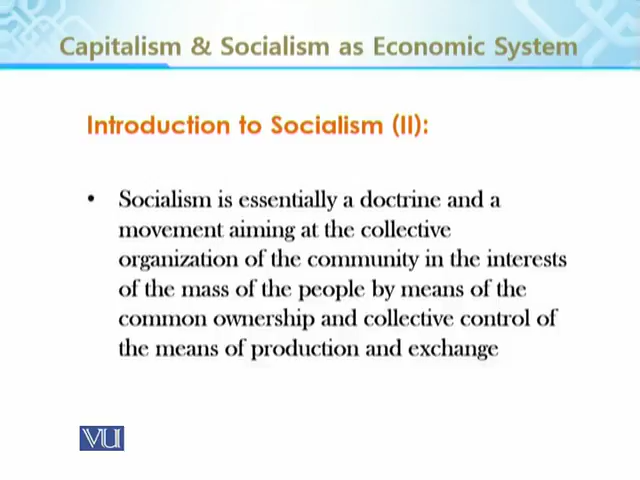 Capitalism & Socialism as Economic System
Introduction to Socialism (II):
• Socialism is essentially a doctrine and a
movement aiming at the collective
organization of the community in the interests
of the mass of the people by means of the
common ownership and collective control of
the means of production and exchange
VU